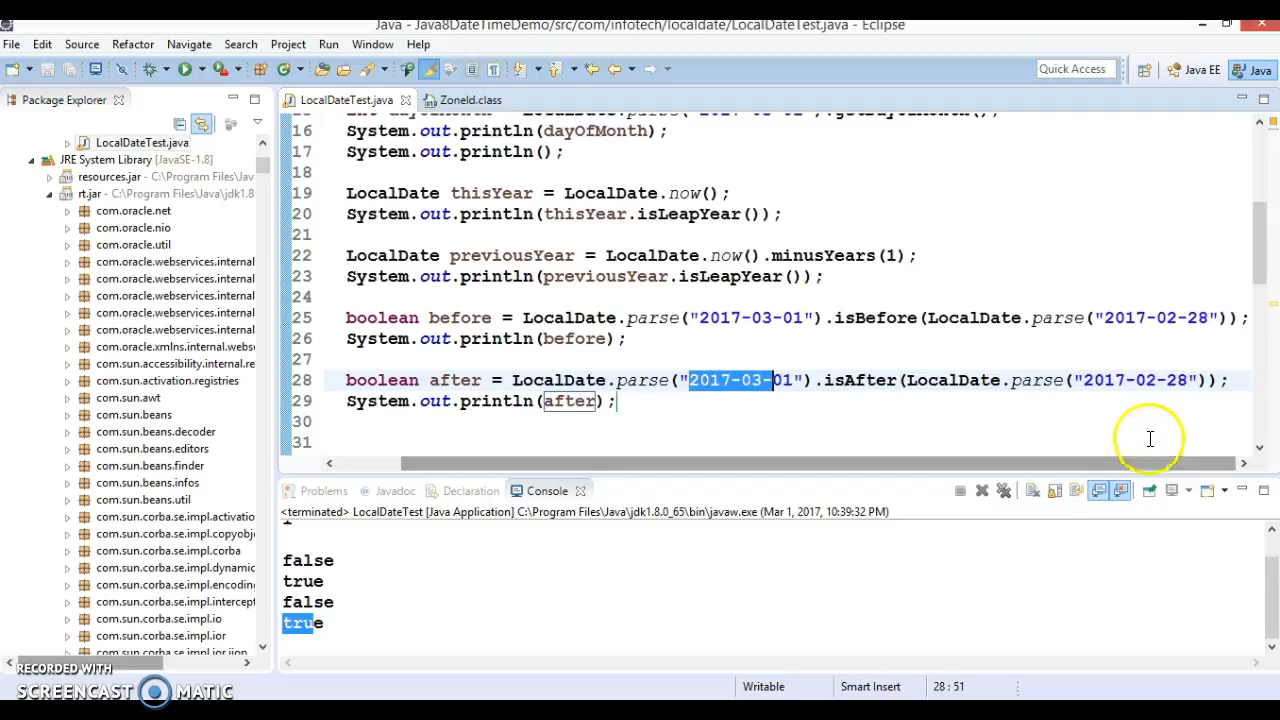 Java - Java8DateTimeDemo/src/com/infotech/localdate/LocalDateTest.java - Eclipse
File Edit Source Refactor Navigate Search Project Run Window Help
Quick Access Java EE Java
Package Explorer
LocalDateTest.java ZoneId.class
LocalDateTest.java
JRE System Library [JavaSE-1.8]
resources.jar - C:\Program Files\Java\
rt.jar - C:\Program Files\Java\jdk1.8
com.oracle.net
com.oracle.nio
com.oracle.util
com.oracle.webservices.internal
com.oracle.webservices.internal
com.oracle.webservices.internal
com.oracle.webservices.internal
com.oracle.xmlns.internal.webs
com.sun.accessibility.internal.re
com.sun.activation.registries
com.sun.awt
com.sun.beans
com.sun.beans.decoder
com.sun.beans.editors
com.sun.beans.finder
com.sun.beans.infos
com.sun.beans.util
com.sun.corba.se.impl.activatio
com.sun.corba.se.impl.copyobj
com.sun.corba.se.impl.corba
com.sun.corba.se.impl.dynamic
com.sun.corba.se.impl.encoding
com.sun.corba.se.impl.intercept
com.sun.corba.se.impl.io
com.sun.corba.se.impl.ior
com.sun.corba.se.impl.ior.iiop
16 System.out.println(dayOfMonth);
17 System.out.println();
18
19 LocalDate thisYear = LocalDate.now();
20 System.out.println(thisYear.isLeapYear());
21
22 LocalDate previousYear = LocalDate.now().minusYears(1);
23 System.out.println(previousYear.isLeapYear());
24
25 boolean before = LocalDate.parse("2017-03-01").isBefore(LocalDate.parse("2017-02-28"));
26 System.out.println(before);
27
28 boolean after = LocalDate.parse("2017-03-01").isAfter(LocalDate.parse("2017-02-28"));
29 System.out.println(after);
30
31
Problems Javadoc Declaration Console
<terminated> LocalDateTest [Java Application] C:\Program Files\Java\jdk1.8.0_65\bin\javaw.exe (Mar 1, 2017, 10:39:32 PM)
false
true
false
true
Writable Smart Insert 28 : 51
RECORDED WITH
SCREENCAST MATIC